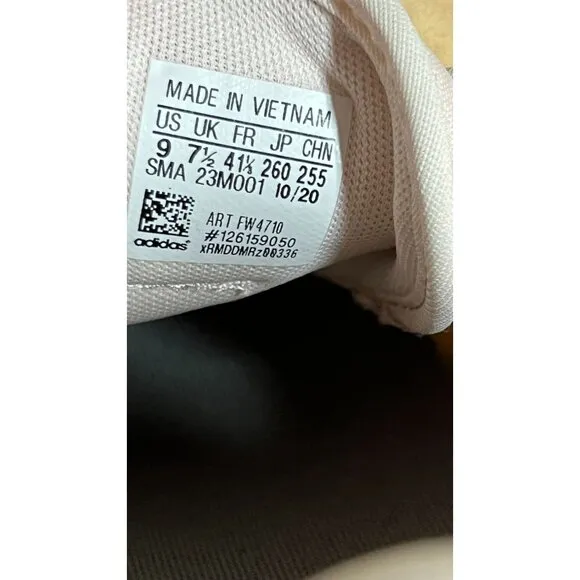 MADE IN VIETNAM
US UK FR JP CHN
9 7½ 41⅓ 260 255
SMA 23M001 10/20
ART FW4710
#126159050
xRMDDMRz00336
adidas